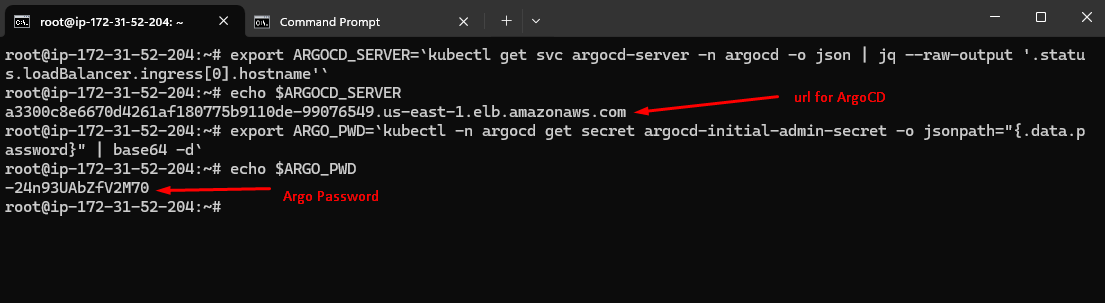 root@ip-172-31-52-204: ~
Command Prompt
root@ip-172-31-52-204:~# export ARGOCD_SERVER=`kubectl get svc argocd-server -n argocd -o json | jq --raw-output '.statu
s.loadBalancer.ingress[0].hostname'`
root@ip-172-31-52-204:~# echo $ARGOCD_SERVER
a3300c8e6670d4261af180775b9110de-99076549.us-east-1.elb.amazonaws.com
url for ArgoCD
root@ip-172-31-52-204:~# export ARGO_PWD=`kubectl -n argocd get secret argocd-initial-admin-secret -o jsonpath="{.data.p
assword}" | base64 -d`
root@ip-172-31-52-204:~# echo $ARGO_PWD
-24n93UAbZfV2M70
Argo Password
root@ip-172-31-52-204:~#